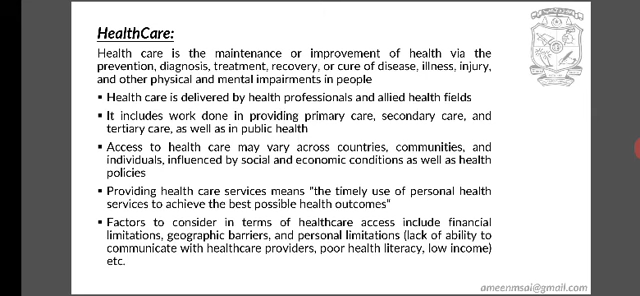 HealthCare:
Health care is the maintenance or improvement of health via the
prevention, diagnosis, treatment, recovery, or cure of disease, illness, injury,
and other physical and mental impairments in people
▪ Health care is delivered by health professionals and allied health fields
▪ It includes work done in providing primary care, secondary care, and
tertiary care, as well as in public health
▪ Access to health care may vary across countries, communities, and
individuals, influenced by social and economic conditions as well as health
policies
▪ Providing health care services means "the timely use of personal health
services to achieve the best possible health outcomes"
▪ Factors to consider in terms of healthcare access include financial
limitations, geographic barriers, and personal limitations (lack of ability to
communicate with healthcare providers, poor health literacy, low income)
etc.
ameenmsai@gmail.com